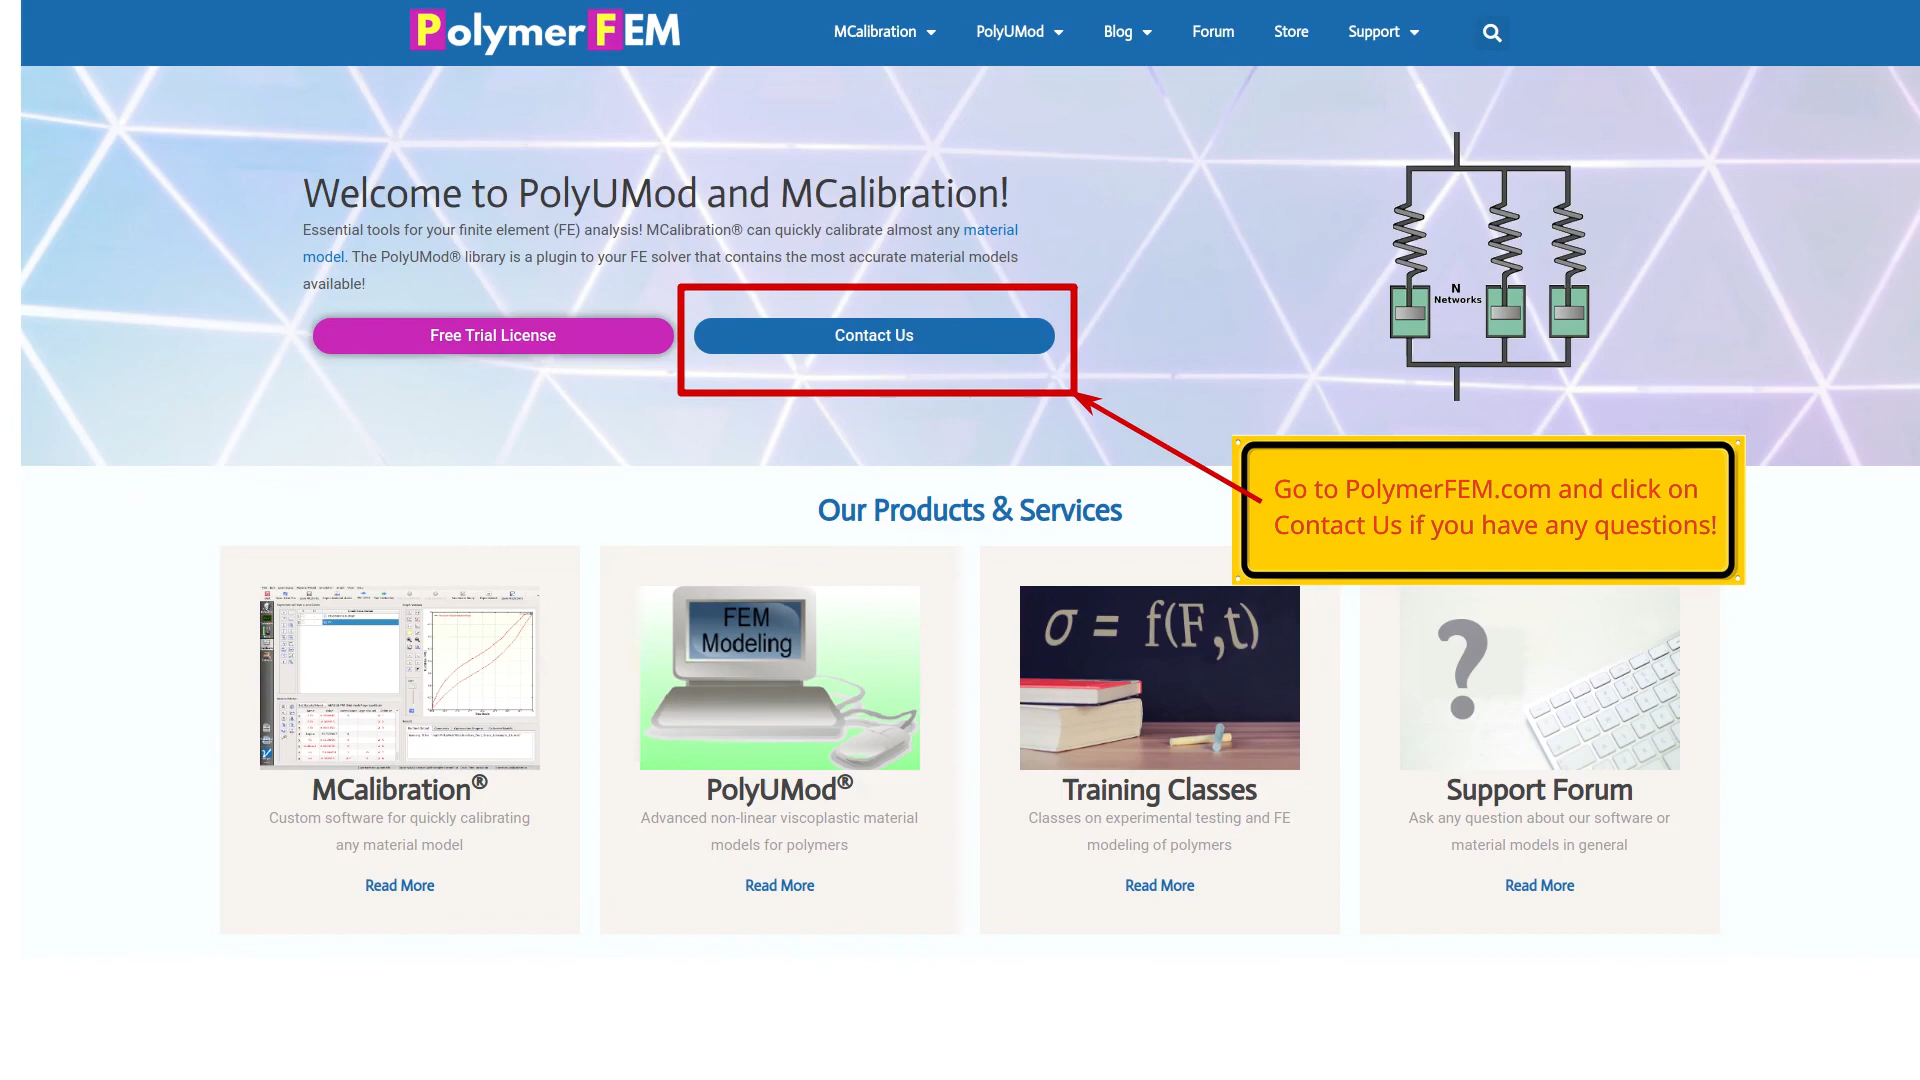 PolymerFEM
MCalibration
PolyUMod
Blog
Forum
Store
Support
Welcome to PolyUMod and MCalibration!
Essential tools for your finite element (FE) analysis! MCalibration® can quickly calibrate almost any material
model. The PolyUMod® library is a plugin to your FE solver that contains the most accurate material models
available!
Free Trial License
Contact Us
N
Networks
Go to PolymerFEM.com and click on
Contact Us if you have any questions!
Our Products & Services
FEM
Modeling
σ = f(F,t)
?
MCalibration®
Custom software for quickly calibrating
any material model
Read More
PolyUMod®
Advanced non-linear viscoplastic material
models for polymers
Read More
Training Classes
Classes on experimental testing and FE
modeling of polymers
Read More
Support Forum
Ask any question about our software or
material models in general
Read More